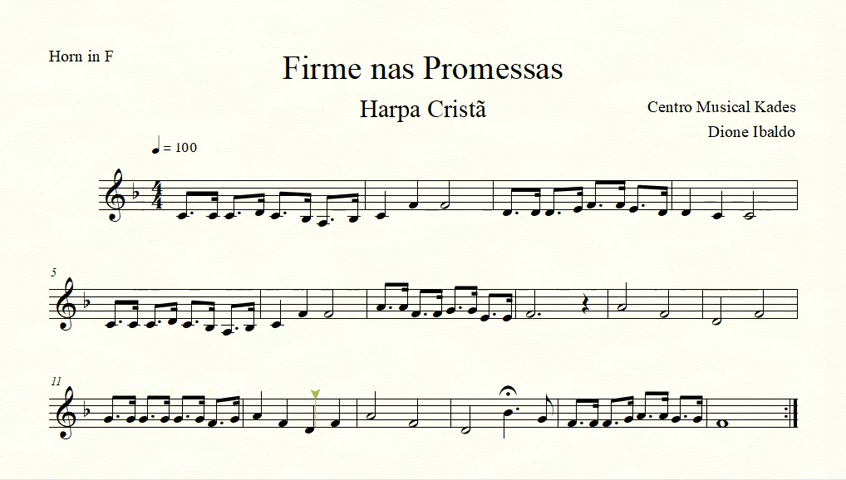 Horn in F
Firme nas Promessas
Harpa Cristã
Centro Musical Kades
Dione Ibaldo
= 100
4
4
5
11